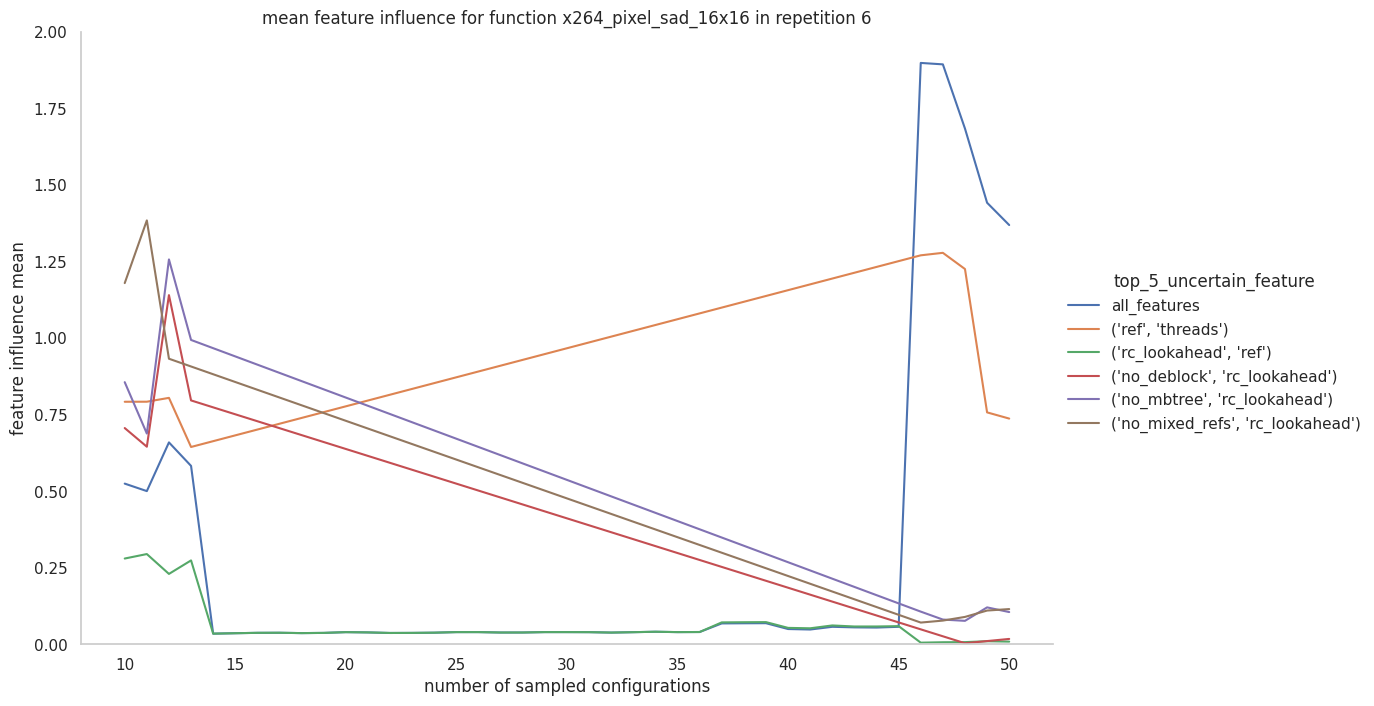 mean feature influence for function x264_pixel_sad_16x16 in repetition 6
2.00
1.75
1.50
1.25
1.00
0.75
0.50
0.25
0.00
feature influence mean
10 15 20 25 30 35 40 45 50
number of sampled configurations
top_5_uncertain_feature
all_features
('ref', 'threads')
('rc_lookahead', 'ref')
('no_deblock', 'rc_lookahead')
('no_mbtree', 'rc_lookahead')
('no_mixed_refs', 'rc_lookahead')